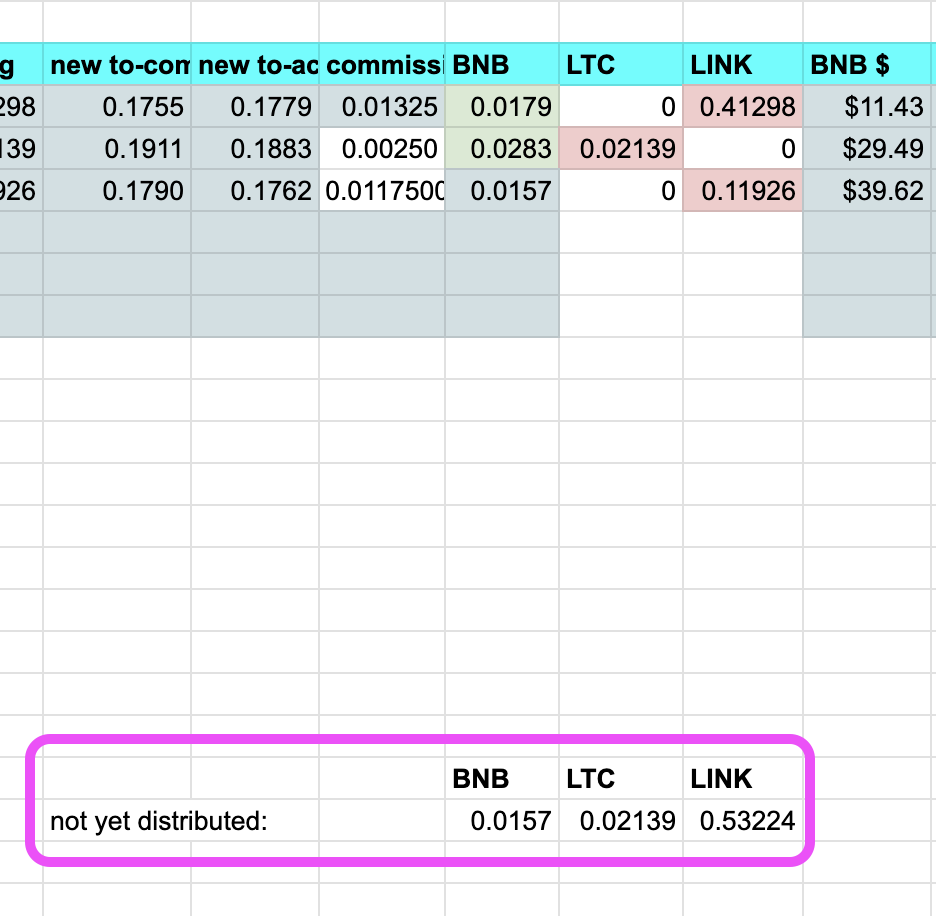 g new to-com new to-ac commissi BNB LTC LINK BNB $
298 0.1755 0.1779 0.01325 0.0179 0 0.41298 $11.43
139 0.1911 0.1883 0.00250 0.0283 0.02139 0 $29.49
926 0.1790 0.1762 0.0117500 0.0157 0 0.11926 $39.62
BNB LTC LINK
not yet distributed: 0.0157 0.02139 0.53224